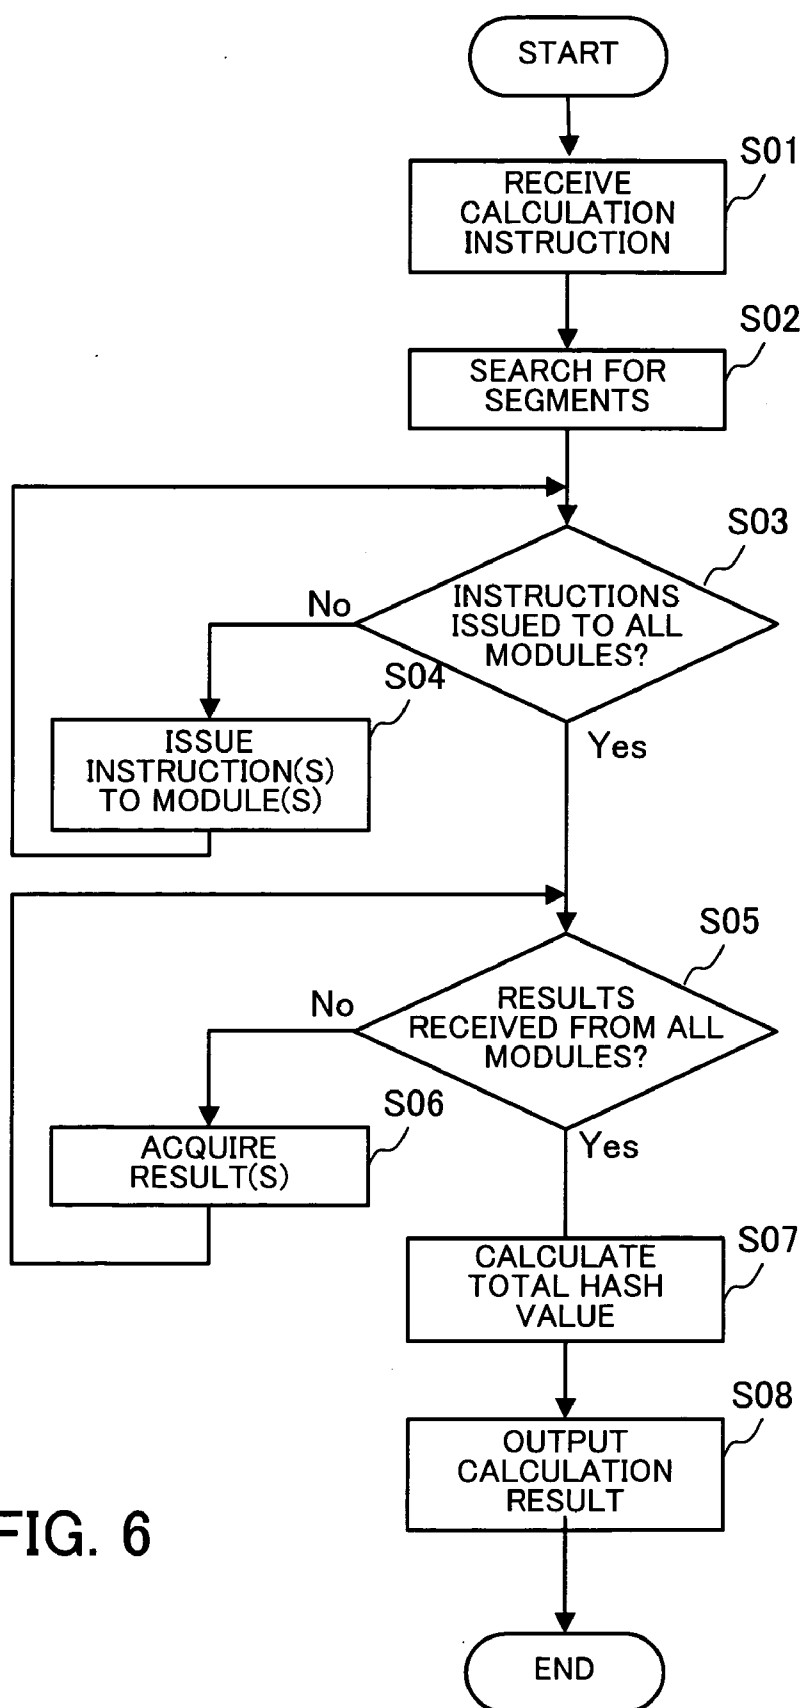 START
S01
RECEIVE
CALCULATION
INSTRUCTION
S02
SEARCH FOR
SEGMENTS
S03
INSTRUCTIONS
ISSUED TO ALL
MODULES?
No
Yes
S04
ISSUE
INSTRUCTION(S)
TO MODULE(S)
S05
RESULTS
RECEIVED FROM ALL
MODULES?
No
Yes
S06
ACQUIRE
RESULT(S)
S07
CALCULATE
TOTAL HASH
VALUE
S08
OUTPUT
CALCULATION
RESULT
FIG. 6
END